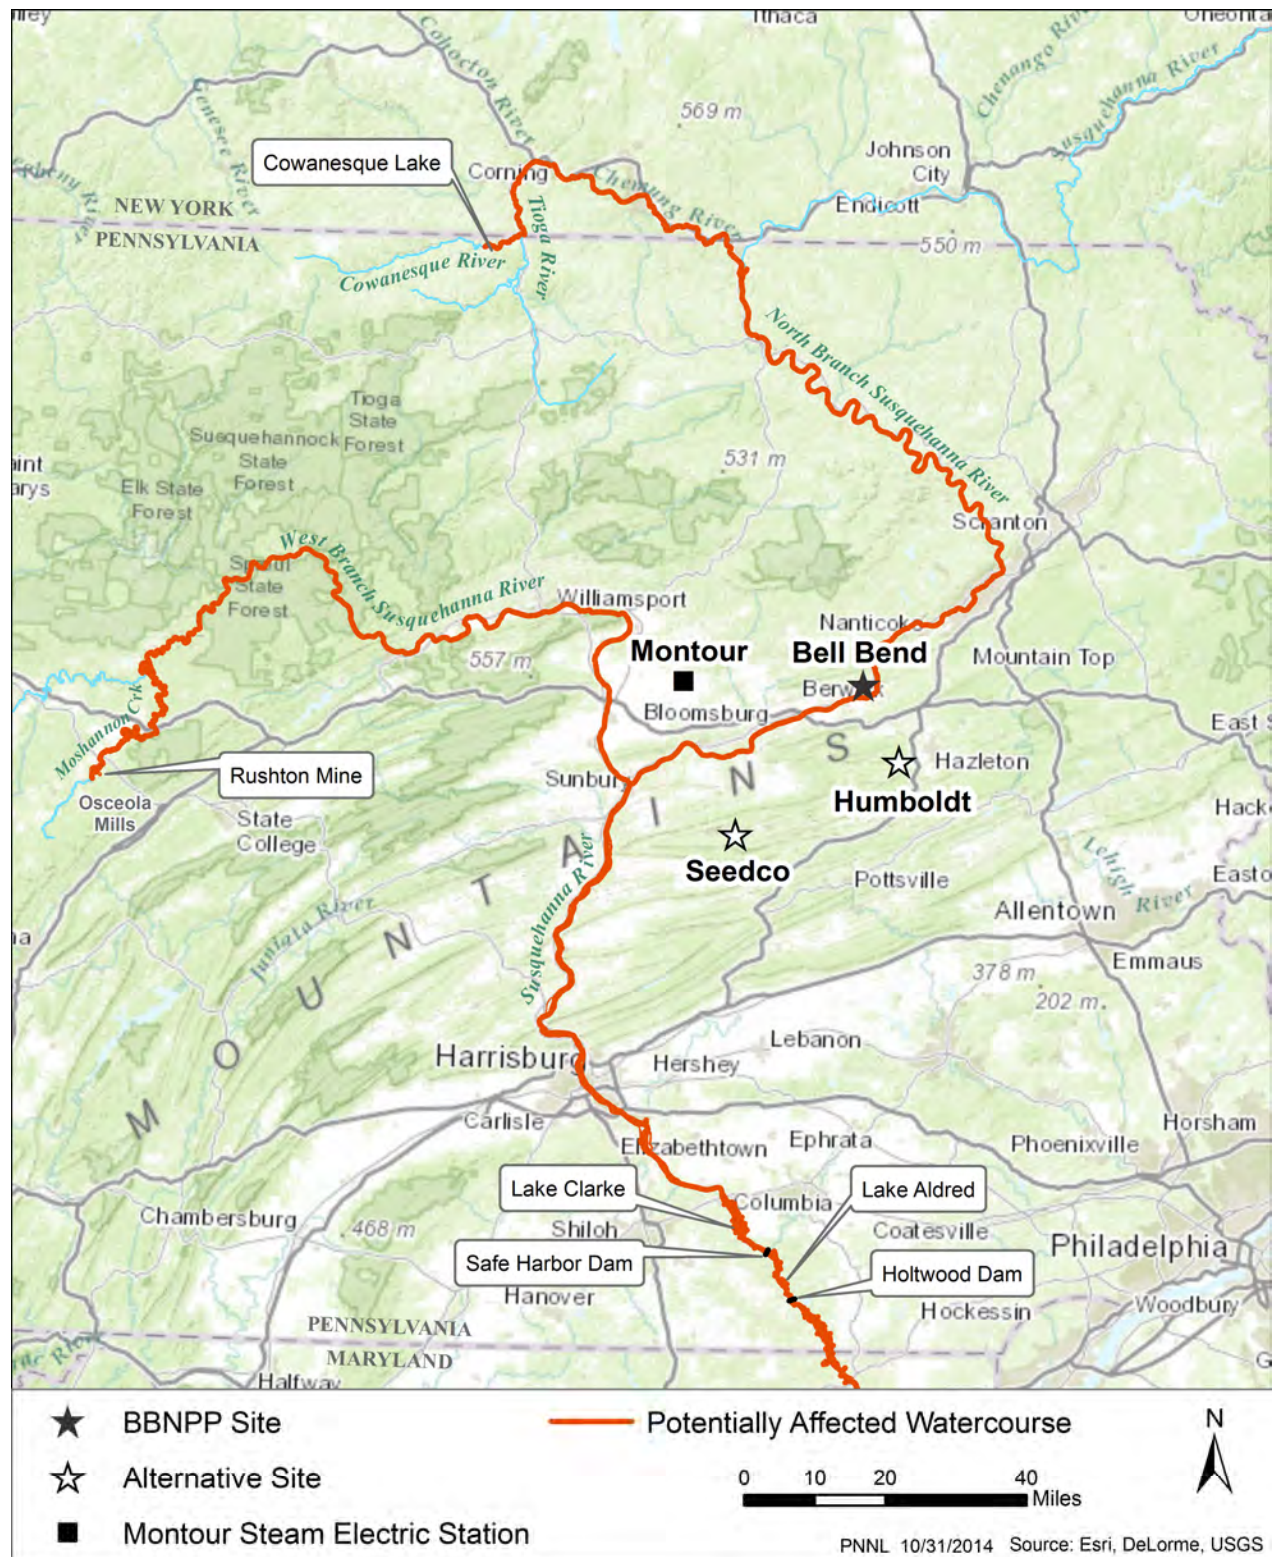 Ithaca
Oneonta
Cohocton River
Genesee River
Chenango River
Susquehanna River
569 m
Johnson
City
Cowanesque Lake
Corning
Chemung River
Endicott
NEW YORK
PENNSYLVANIA
550 m
Tioga River
Cowanesque River
North Branch Susquehanna River
Tioga
State
Forest
Susquehannock
State
Forest
531 m
Elk State
Forest
Scranton
West Branch Susquehanna River
Sproul
State
Forest
Williamsport
Nanticoke
Montour
Bell Bend
557 m
Mountain Top
Berwick
Bloomsburg
Moshannon Crk
East S
Rushton Mine
Sunbury
Hazleton
Osceola
Mills
Humboldt
State
College
Seedco
Susquehanna River
Pottsville
Lehigh River
Easto
Allentown
Juniata River
MOUNTAINS
Emmaus
378 m
202 m
Harrisburg
Hershey
Lebanon
Carlisle
Elizabethtown
Ephrata
Phoenixville
Horsham
Lake Clarke
Columbia
Lake Aldred
Chambersburg
468 m
Shiloh
Coatesville
Safe Harbor Dam
Holtwood Dam
Philadelphia
Hanover
Hockessin
Woodbury
PENNSYLVANIA
MARYLAND
Halfway
BBNPP Site
Potentially Affected Watercourse
N
Alternative Site
0 10 20 40
Miles
Montour Steam Electric Station
PNNL 10/31/2014 Source: Esri, DeLorme, USGS